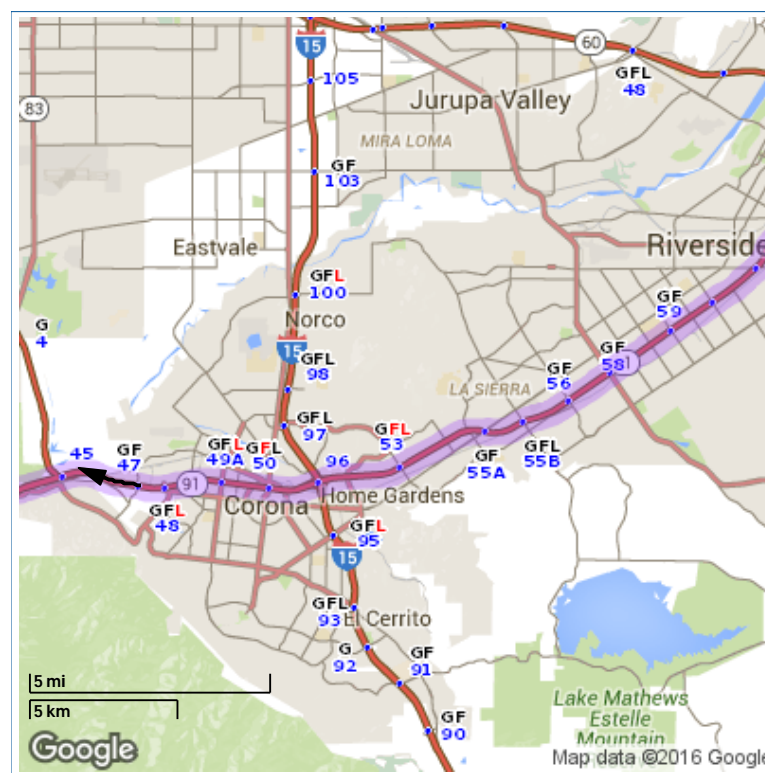 15
60
GFL
48
105
Jurupa Valley
83
MIRA LOMA
GF
103
Eastvale
Riverside
GFL
100
GF
59
Norco
G
4
15
GFL
98
GF
58
1
GF
56
LA SIERRA
GFL
97
GFL
53
GFL
55B
GF
55A
45
GF
47
GFL
49A
GFL
50
96
91
Corona
Home Gardens
GFL
48
GFL
95
15
GFL
93
El Cerrito
G
92
GF
91
5 mi
5 km
GF
90
Lake Mathews
Estelle
Mountain
Google
Map data ©2016 Google